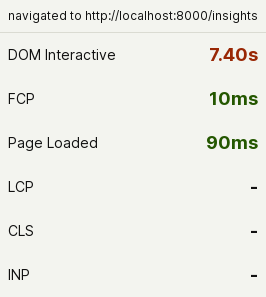 navigated to http://localhost:8000/insights
DOM Interactive 7.40s
FCP 10ms
Page Loaded 90ms
LCP -
CLS -
INP -